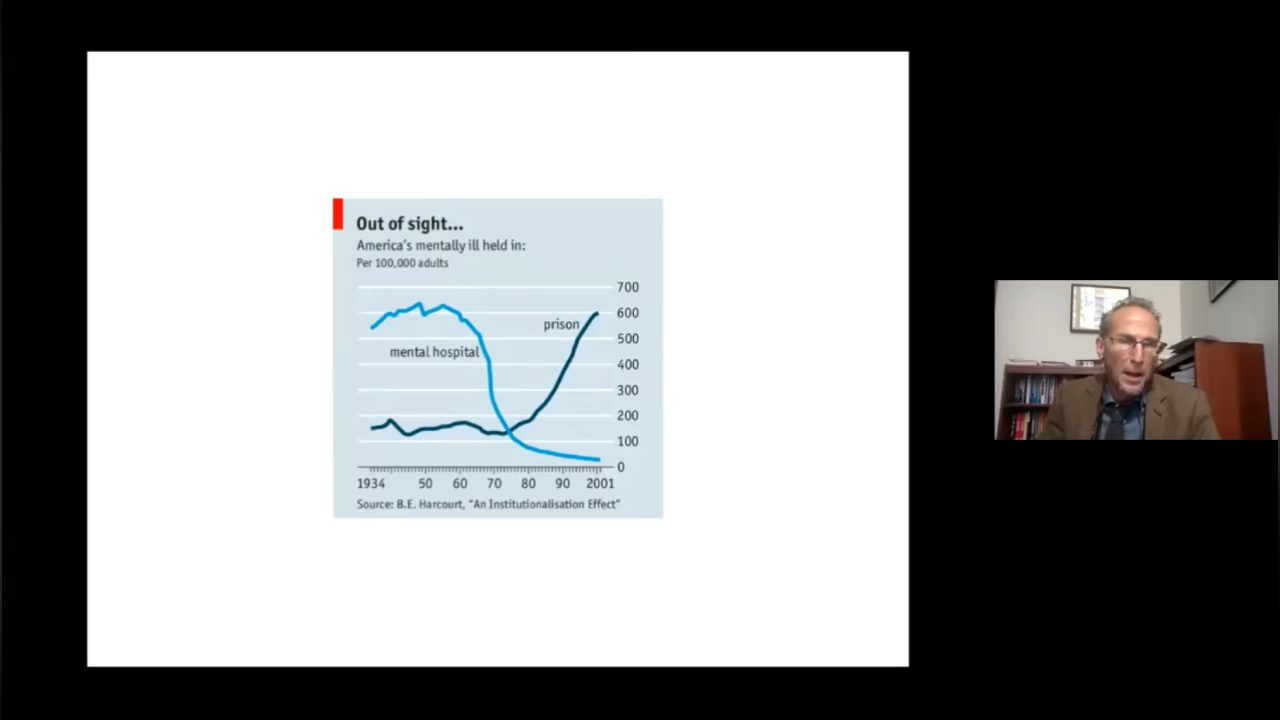 Out of sight...
America's mentally ill held in:
Per 100,000 adults
700
600
prison
500
mental hospital
400
300
200
100
0
1934 50 60 70 80 90 2001
Source: B.E. Harcourt, "An Institutionalisation Effect"